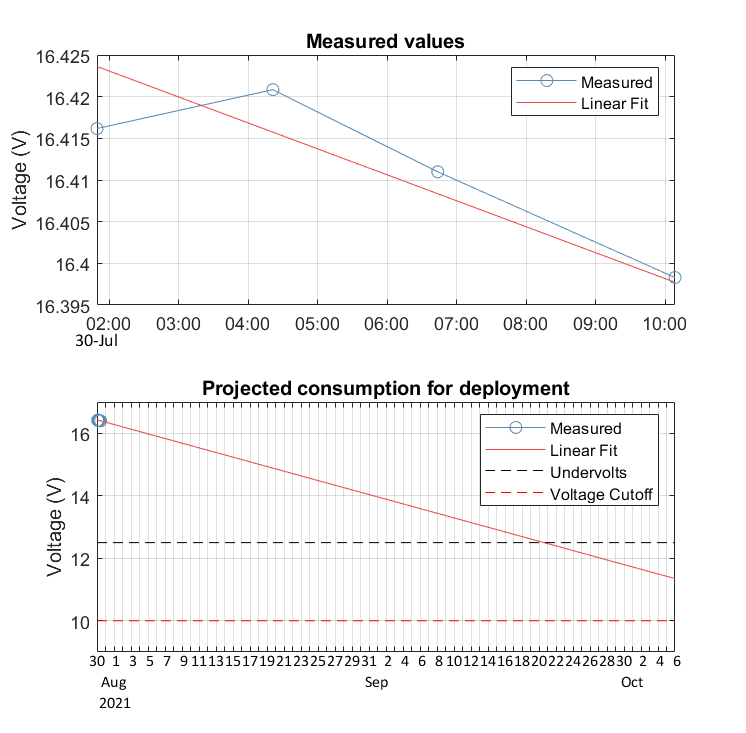 Measured values
Voltage (V)
16.425
16.42
16.415
16.41
16.405
16.4
16.395
Measured
Linear Fit
02:00 03:00 04:00 05:00 06:00 07:00 08:00 09:00 10:00
30-Jul
Projected consumption for deployment
Voltage (V)
16
14
12
10
Measured
Linear Fit
Undervolts
Voltage Cutoff
30 1 3 5 7 9 11 13 15 17 19 21 23 25 27 29 31 2 4 6 8 10 12 14 16 18 20 22 24 26 28 30 2 4 6
Aug Sep Oct
2021